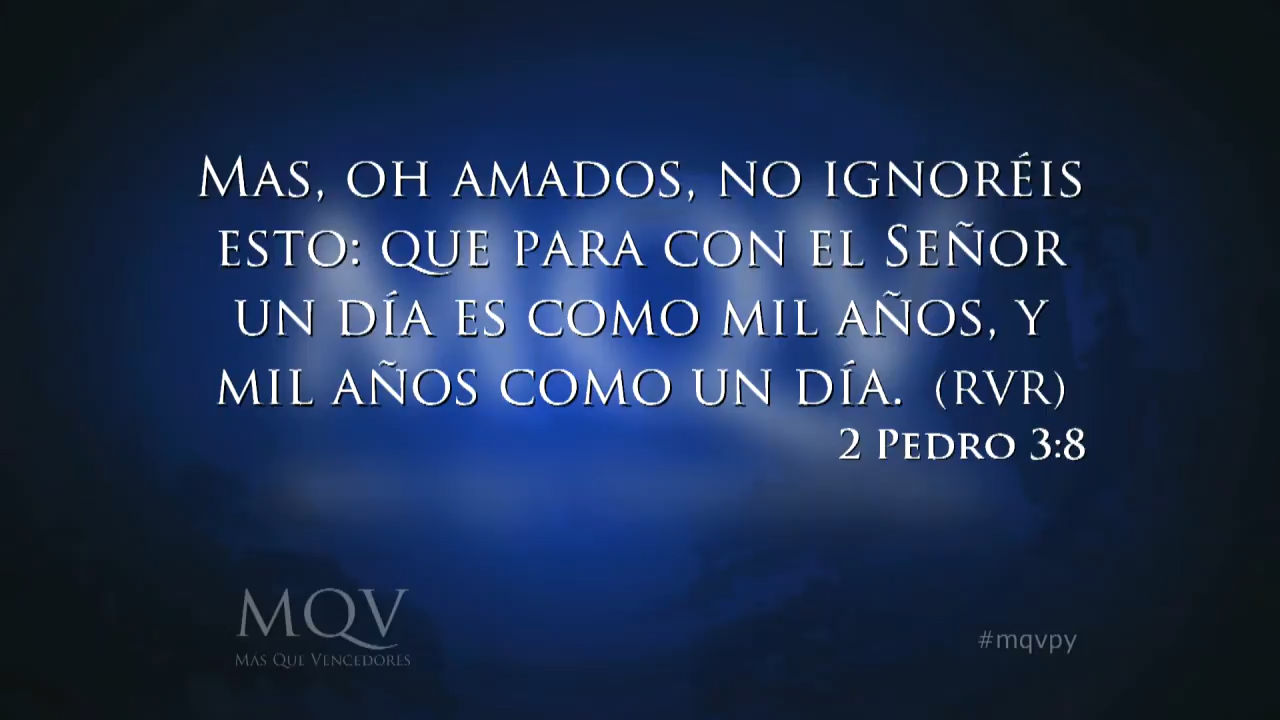 Mas, oh amados, no ignoréis
esto: que para con el Señor
un día es como mil años, y
mil años como un día. (RVR)
2 Pedro 3:8
MQV
Más Que Vencedores
#mqvpy